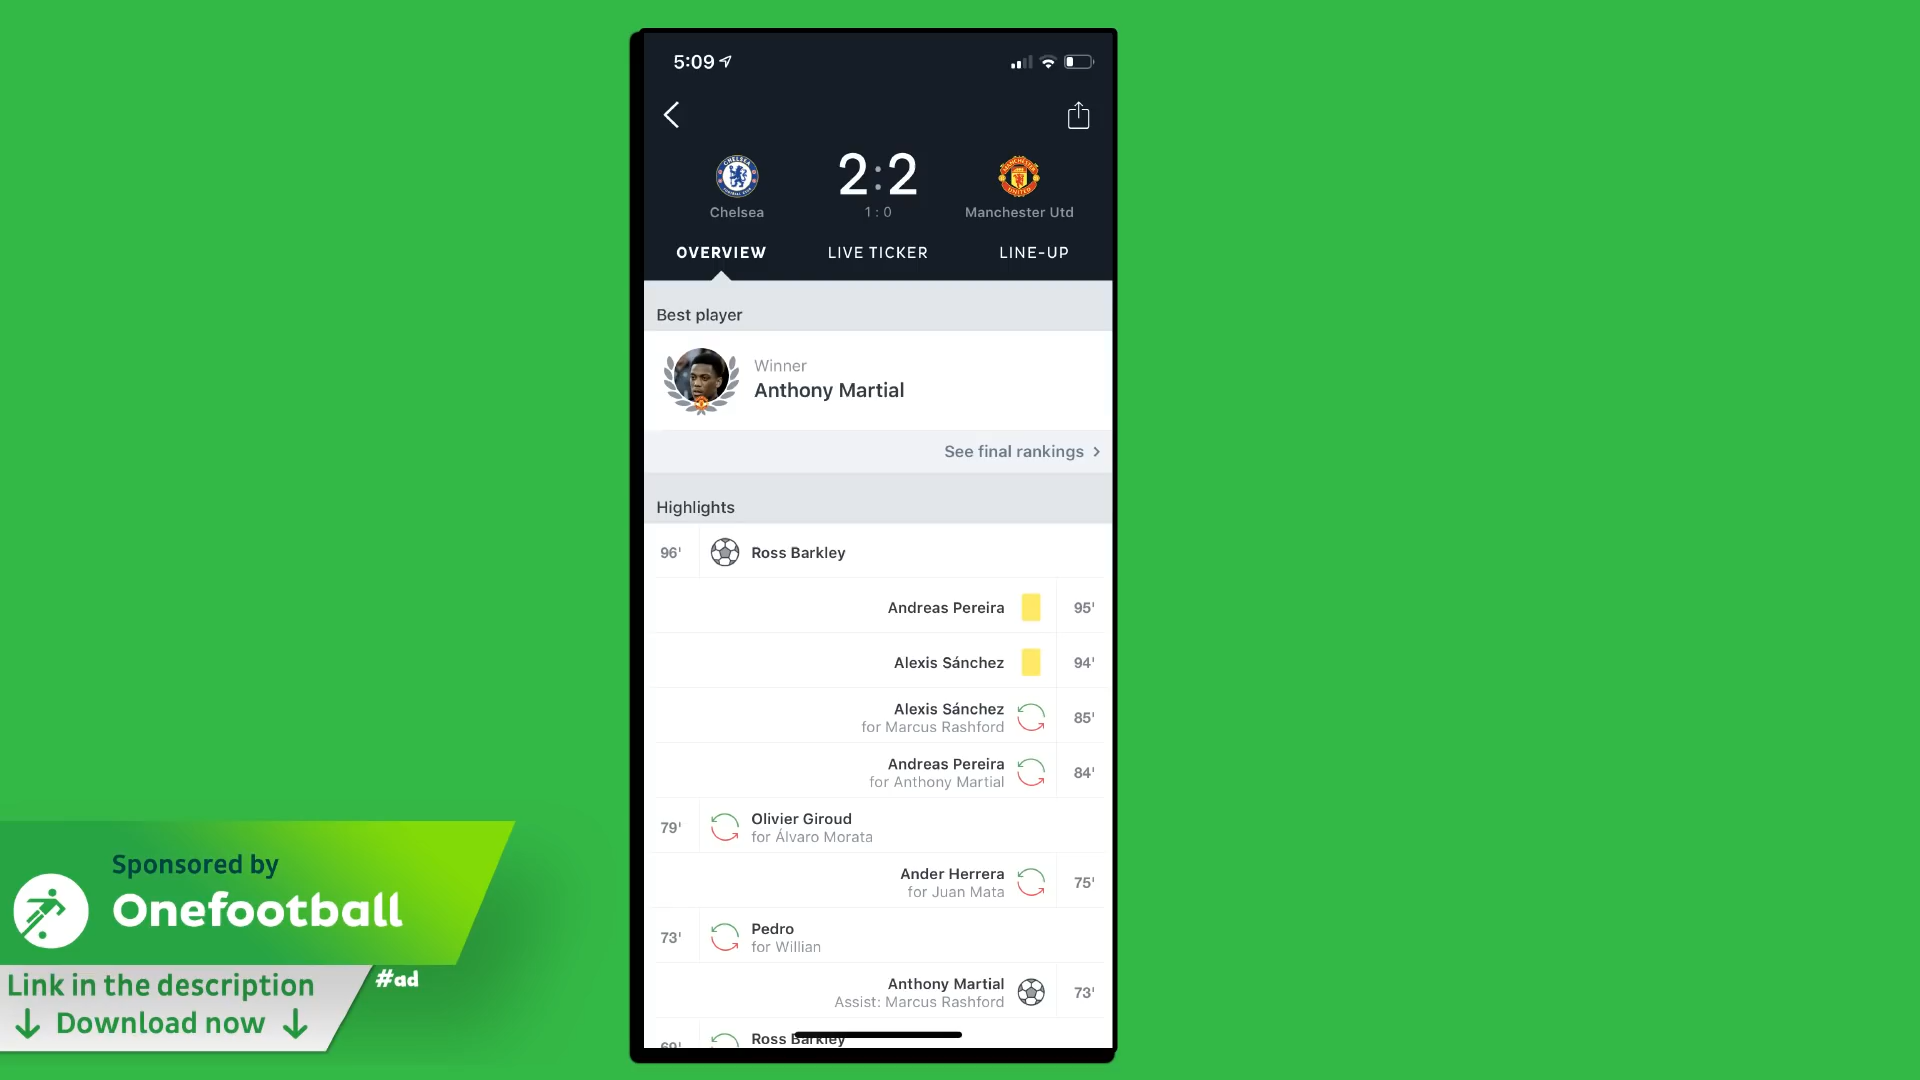 5:09
2:2
Chelsea
1 : 0
Manchester Utd
OVERVIEW
LIVE TICKER
LINE-UP
Best player
Winner
Anthony Martial
See final rankings
Highlights
96'
Ross Barkley
Andreas Pereira
95'
Alexis Sánchez
94'
Alexis Sánchez
for Marcus Rashford
85'
Andreas Pereira
for Anthony Martial
84'
79'
Olivier Giroud
for Álvaro Morata
Ander Herrera
for Juan Mata
75'
73'
Pedro
for Willian
Anthony Martial
Assist: Marcus Rashford
73'
69'
Ross Barkley
Sponsored by
Onefootball
Link in the description
#ad
Download now